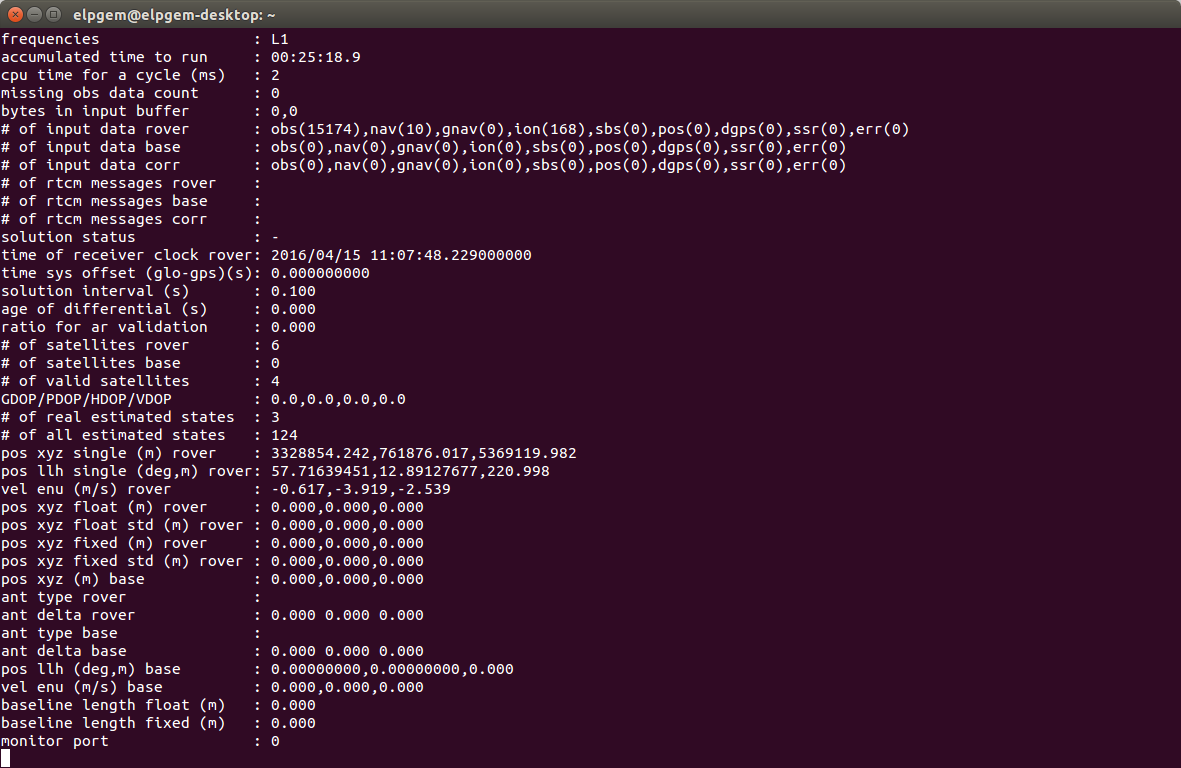 elpgem@elpgem-desktop: ~
frequencies                 : L1
accumulated time to run     : 00:25:18.9
cpu time for a cycle (ms)   : 2
missing obs data count      : 0
bytes in input buffer       : 0,0
# of input data rover       : obs(15174),nav(10),gnav(0),ion(168),sbs(0),pos(0),dgps(0),ssr(0),err(0)
# of input data base        : obs(0),nav(0),gnav(0),ion(0),sbs(0),pos(0),dgps(0),ssr(0),err(0)
# of input data corr        : obs(0),nav(0),gnav(0),ion(0),sbs(0),pos(0),dgps(0),ssr(0),err(0)
# of rtcm messages rover    :
# of rtcm messages base     :
# of rtcm messages corr     :
solution status             : -
time of receiver clock rover: 2016/04/15 11:07:48.229000000
time sys offset (glo-gps)(s): 0.000000000
solution interval (s)       : 0.100
age of differential (s)     : 0.000
ratio for ar validation     : 0.000
# of satellites rover       : 6
# of satellites base        : 0
# of valid satellites       : 4
GDOP/PDOP/HDOP/VDOP         : 0.0,0.0,0.0,0.0
# of real estimated states  : 3
# of all estimated states   : 124
pos xyz single (m) rover    : 3328854.242,761876.017,5369119.982
pos llh single (deg,m) rover: 57.71639451,12.89127677,220.998
vel enu (m/s) rover         : -0.617,-3.919,-2.539
pos xyz float (m) rover     : 0.000,0.000,0.000
pos xyz float std (m) rover : 0.000,0.000,0.000
pos xyz fixed (m) rover     : 0.000,0.000,0.000
pos xyz fixed std (m) rover : 0.000,0.000,0.000
pos xyz (m) base            : 0.000,0.000,0.000
ant type rover              :
ant delta rover             : 0.000 0.000 0.000
ant type base               :
ant delta base              : 0.000 0.000 0.000
pos llh (deg,m) base        : 0.00000000,0.00000000,0.000
vel enu (m/s) base          : 0.000,0.000,0.000
baseline length float (m)   : 0.000
baseline length fixed (m)   : 0.000
monitor port                : 0